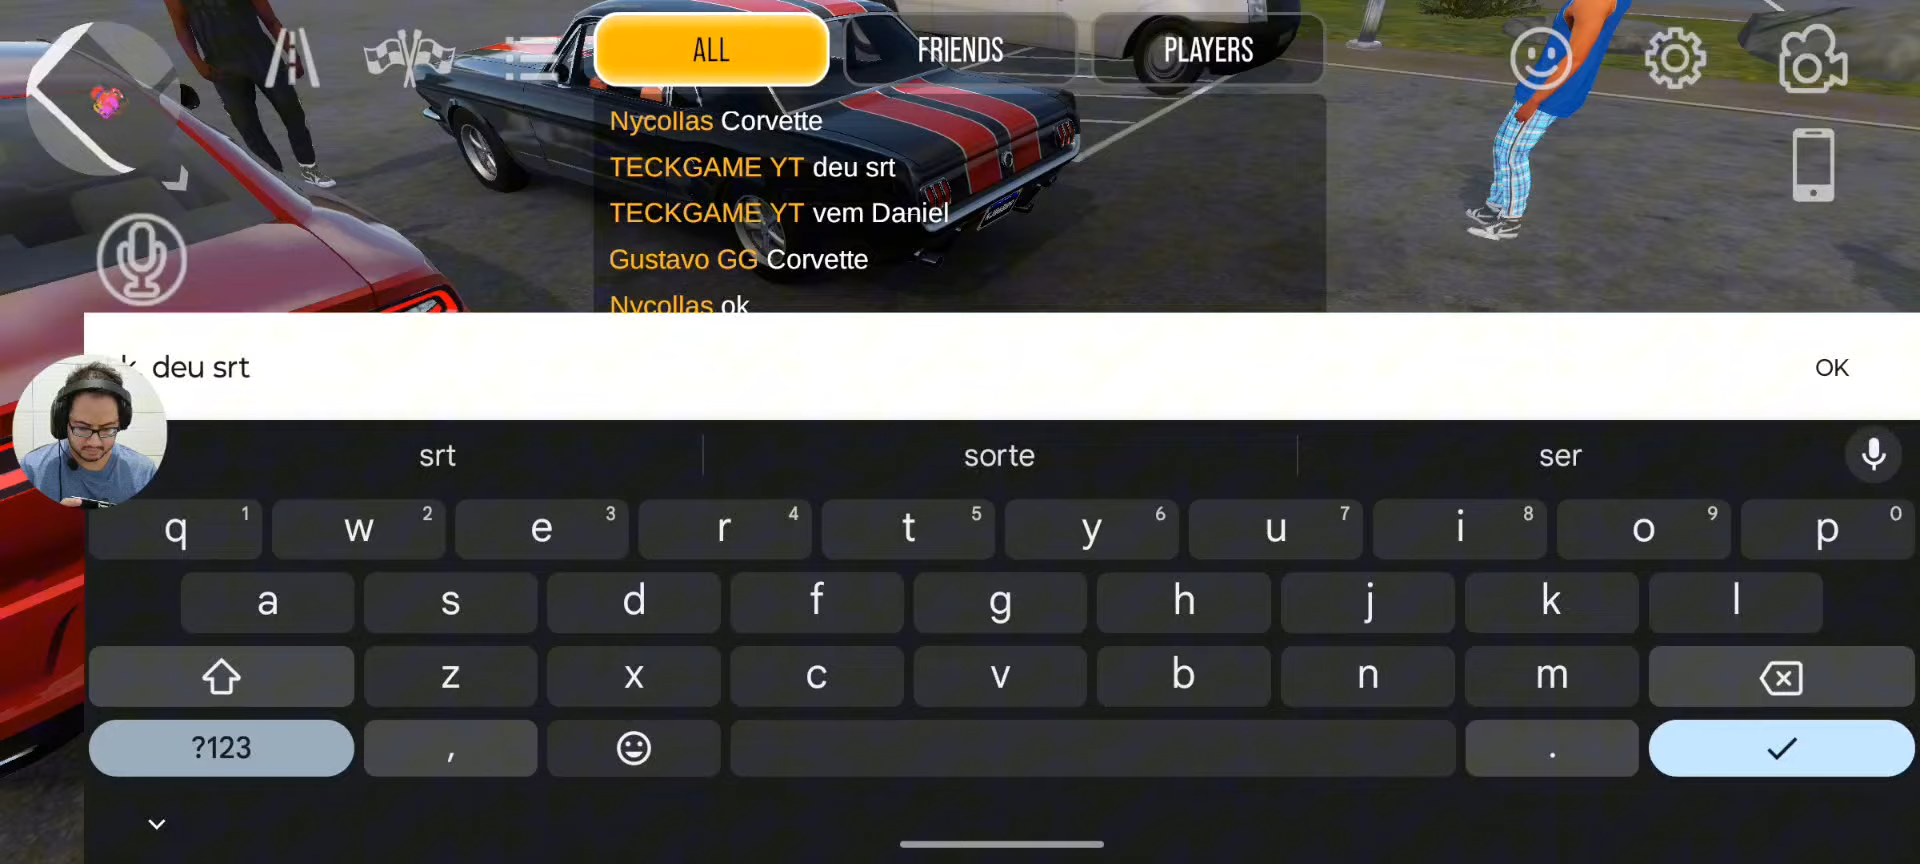 ALL FRIENDS PLAYERS
Nycollas Corvette
TECKGAME YT deu srt
TECKGAME YT vem Daniel
Gustavo GG Corvette
Nycollas ok
deu srt OK
srt sorte ser
q 1 w 2 e 3 r 4 t 5 y 6 u 7 i 8 o 9 p 0
a s d f g h j k l
z x c v b n m
?123 , .